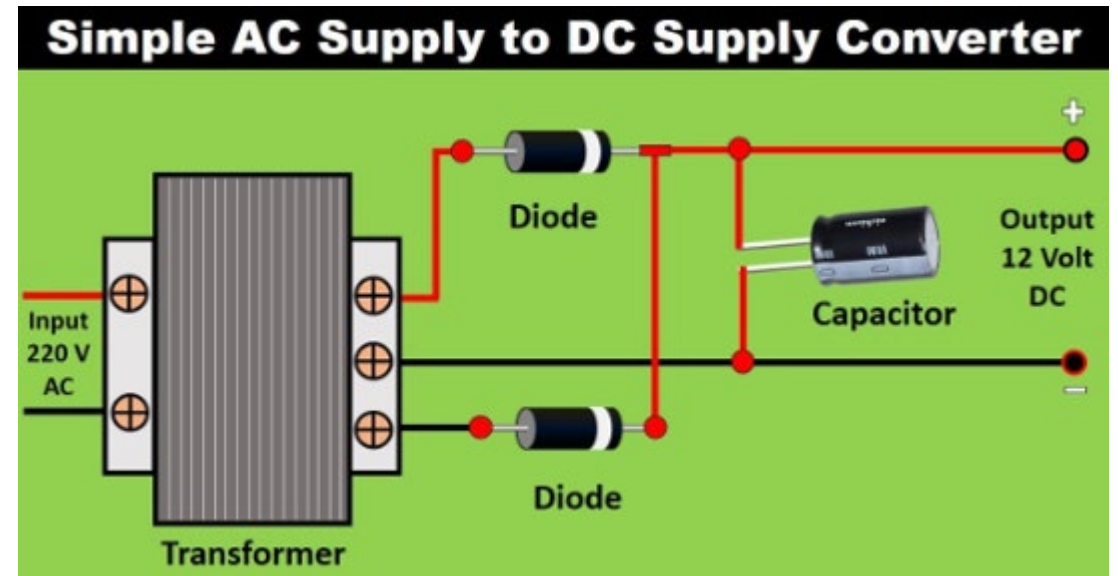 Simple AC Supply to DC Supply Converter
+
Diode
Output
12 Volt
DC
Capacitor
Input
220 V
AC
–
Diode
Transformer